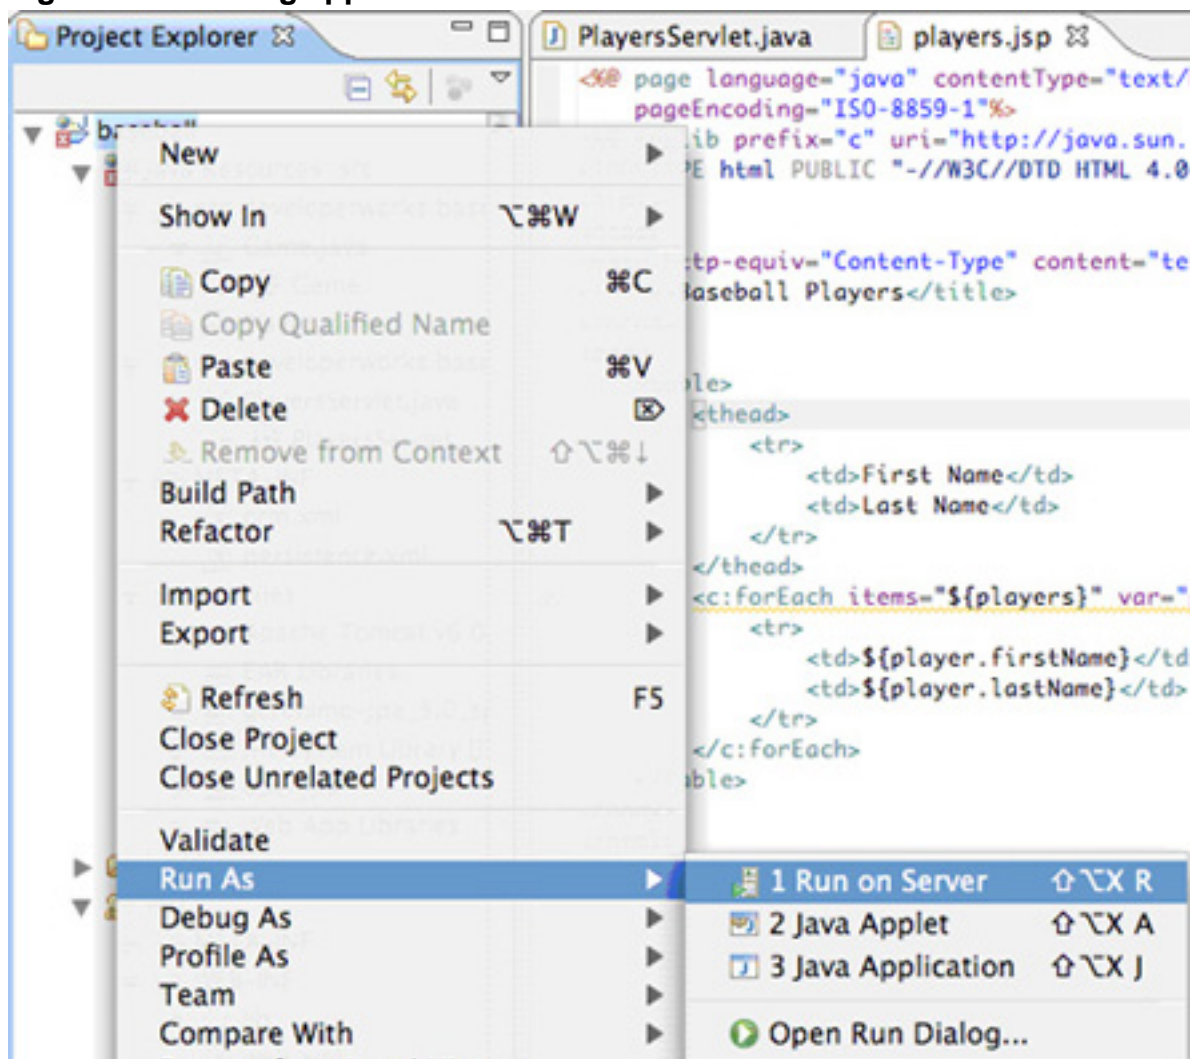 Project Explorer
PlayersServlet.java
players.jsp
<%@ page language="java" contentType="text/
pageEncoding="ISO-8859-1"%>
lib prefix="c" uri="http://java.sun.
PE html PUBLIC "-//W3C//DTD HTML 4.0
tp-equiv="Content-Type" content="te
Baseball Players</title>
ble>
<thead>
<tr>
<td>First Name</td>
<td>Last Name</td>
</tr>
</thead>
<c:forEach items="${players}" var="
<tr>
<td>${player.firstName}</td
<td>${player.lastName}</td>
</tr>
</c:forEach>
ble>
baseball
New
Show In ⌥⌘W
Copy ⌘C
Copy Qualified Name
Paste ⌘V
Delete ⌦
Remove from Context ⇧⌥⌘↓
Build Path
Refactor ⌥⌘T
Import
Export
Refresh F5
Close Project
Close Unrelated Projects
Validate
Run As
Debug As
Profile As
Team
Compare With
1 Run on Server ⇧⌥X R
2 Java Applet ⇧⌥X A
3 Java Application ⇧⌥X J
Open Run Dialog...